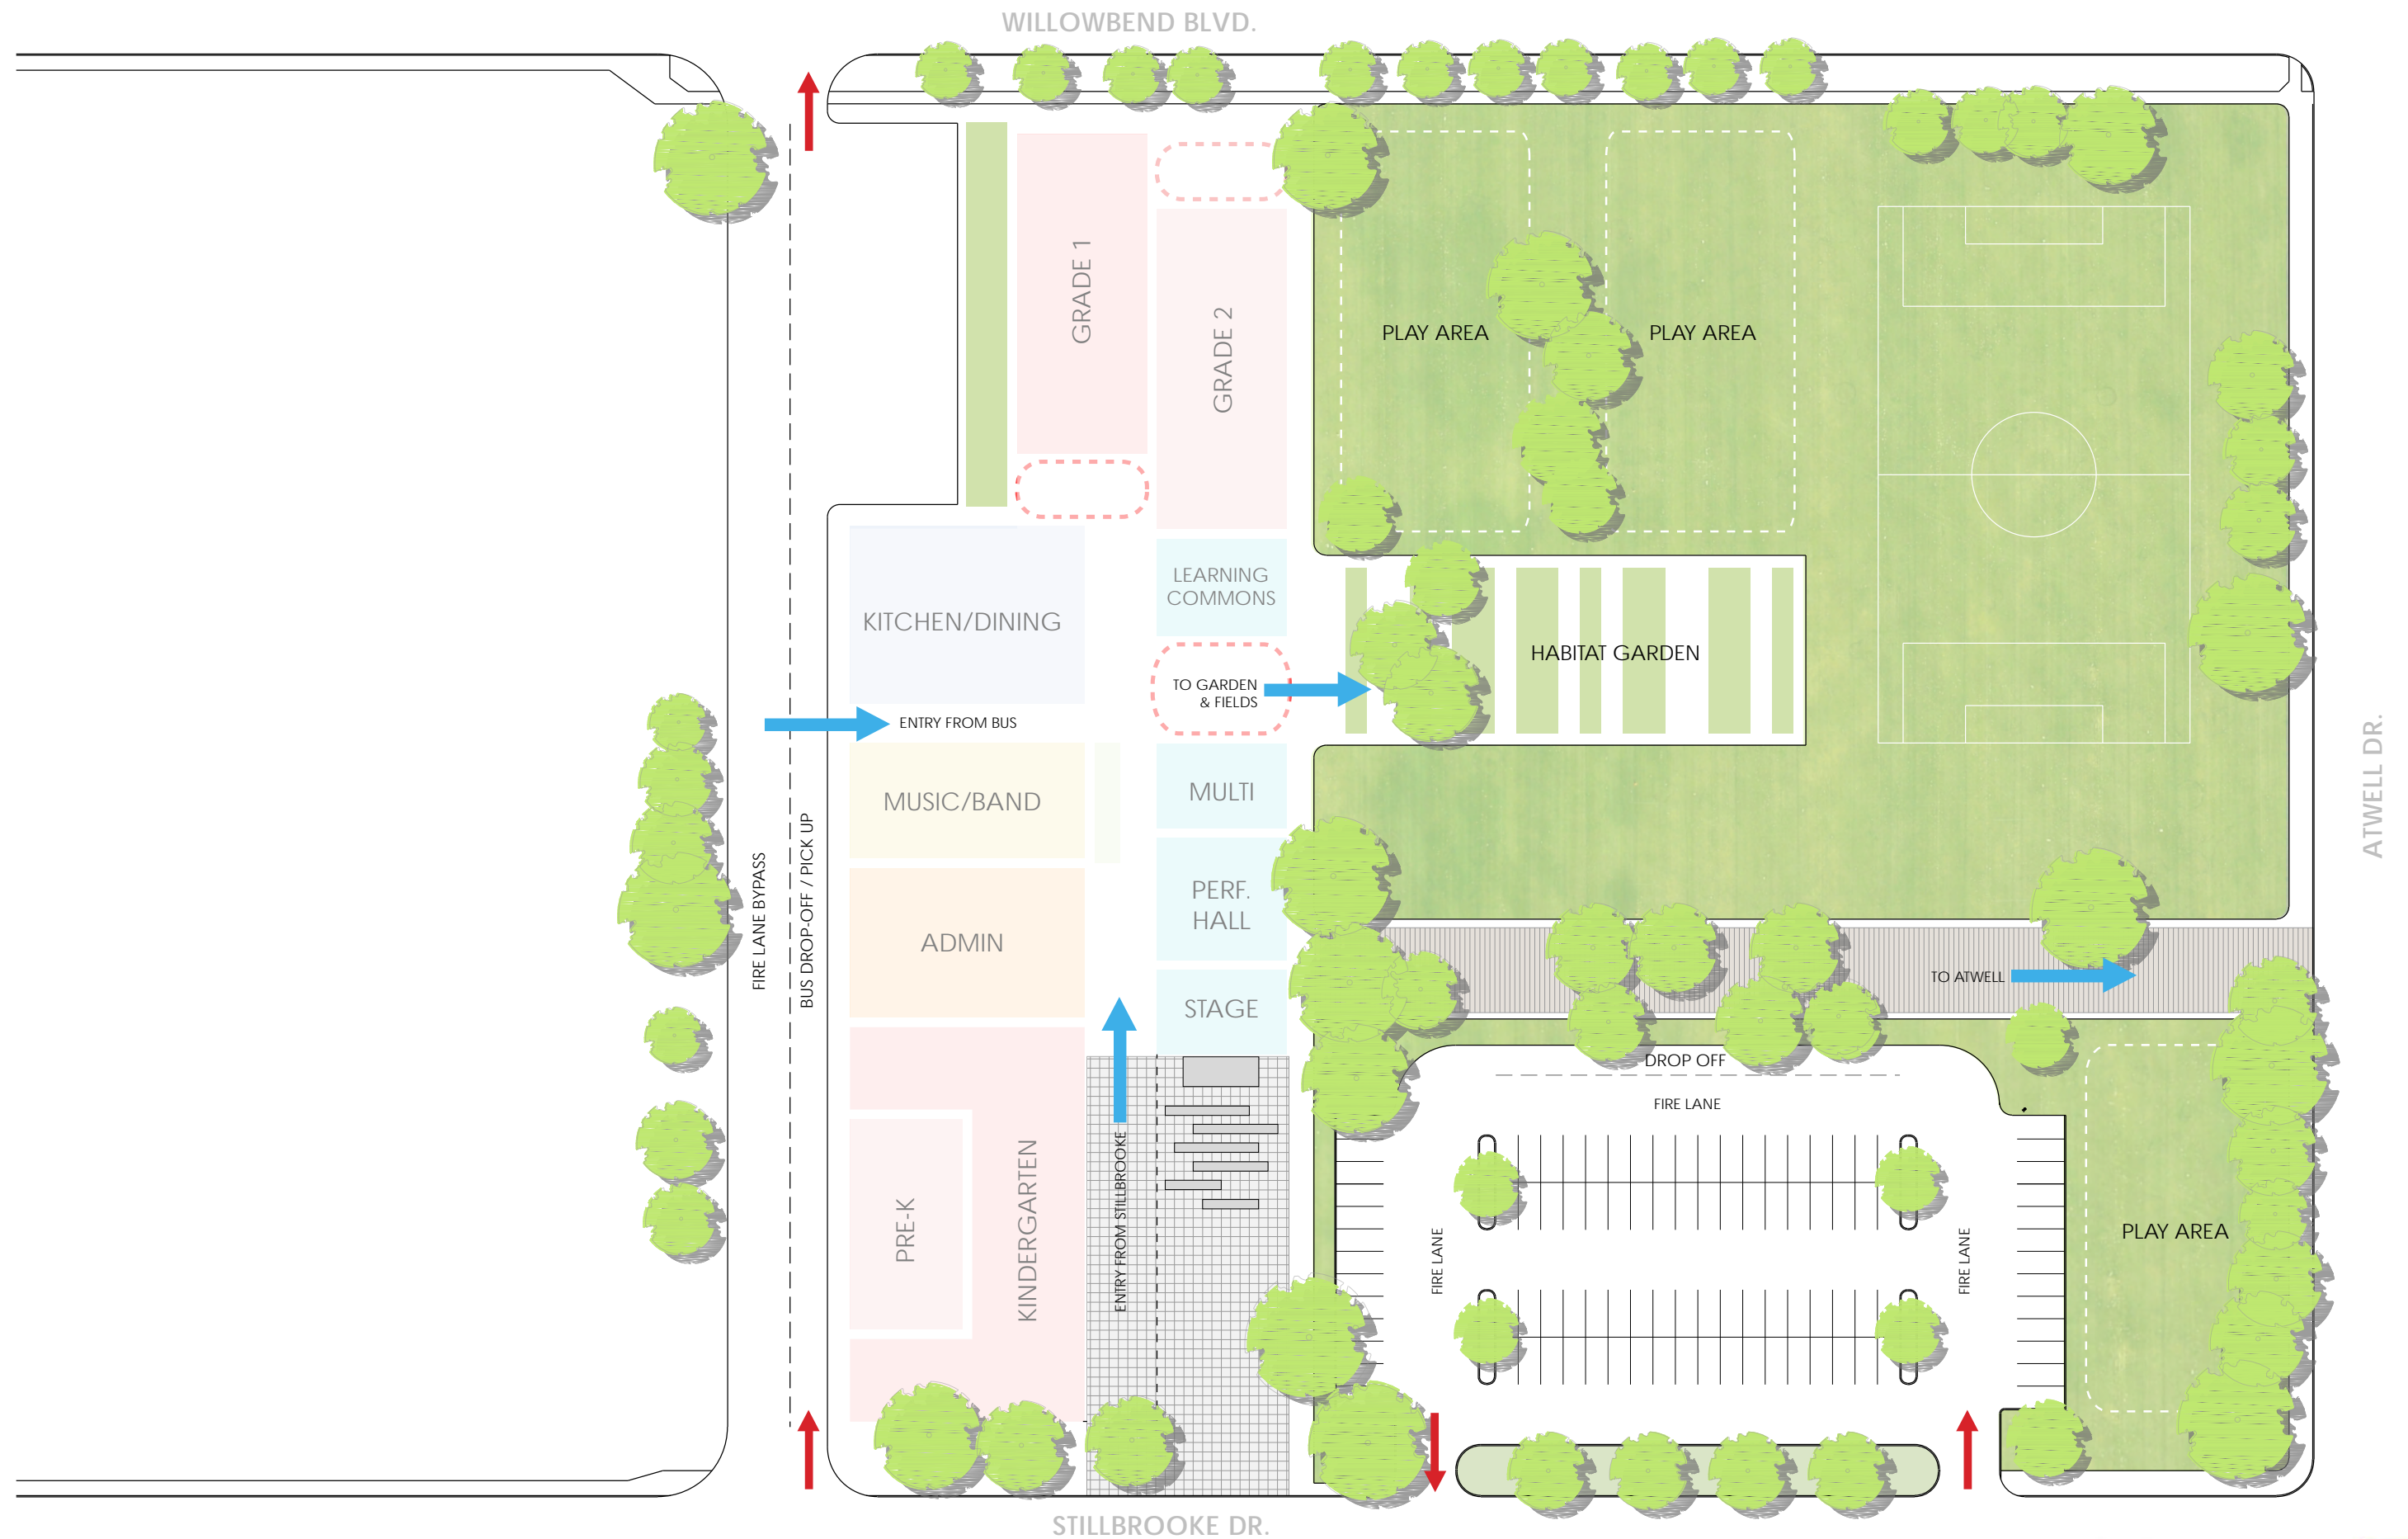 WILLOWBEND BLVD.
GRADE 1
GRADE 2
PLAY AREA
PLAY AREA
LEARNING
COMMONS
KITCHEN/DINING
HABITAT GARDEN
TO GARDEN
& FIELDS
ENTRY FROM BUS
ATWELL DR.
MULTI
MUSIC/BAND
FIRE LANE BYPASS
BUS DROP-OFF / PICK UP
PERF.
HALL
ADMIN
TO ATWELL
STAGE
DROP OFF
FIRE LANE
ENTRY FROM STILLBROOKE
PRE-K
KINDERGARTEN
FIRE LANE
FIRE LANE
PLAY AREA
STILLBROOKE DR.